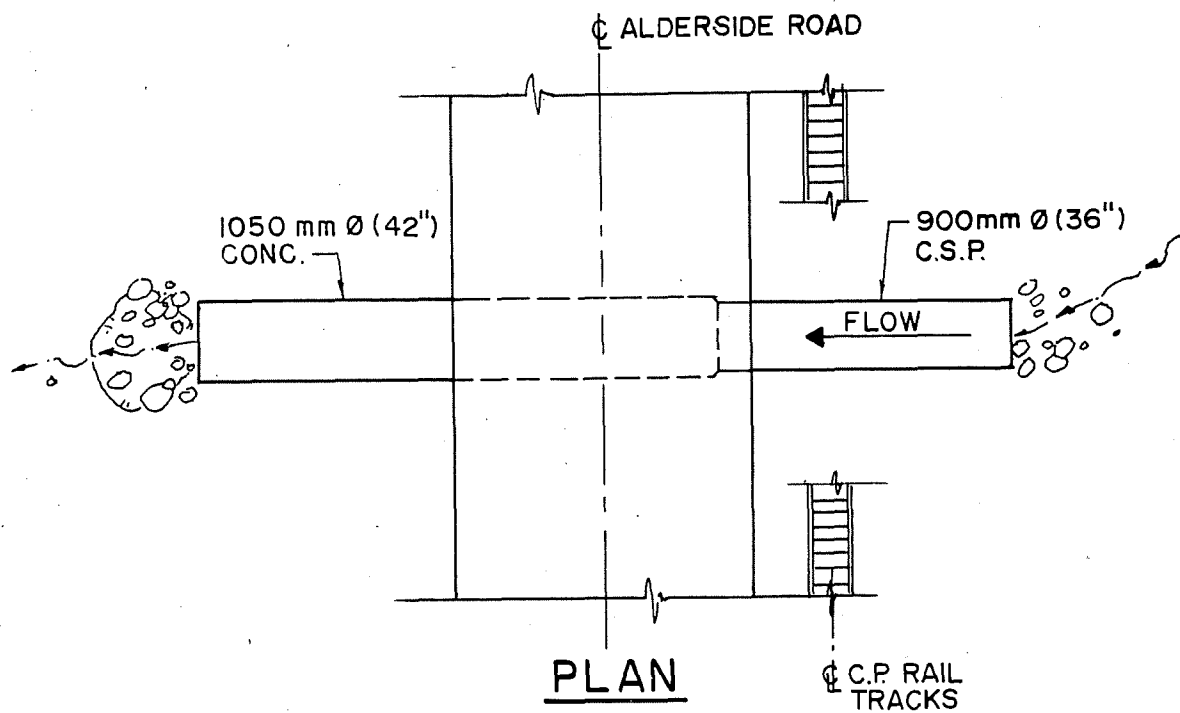 ℄ ALDERSIDE ROAD
1050 mm Ø (42")
CONC.
900mm Ø (36")
C.S.P.
FLOW
PLAN
℄ C.P. RAIL
TRACKS